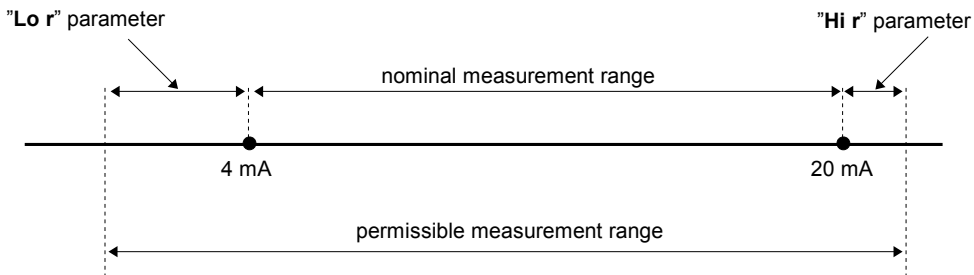 "Lo r" parameter
"Hi r" parameter
nominal measurement range
4 mA
20 mA
permissible measurement range